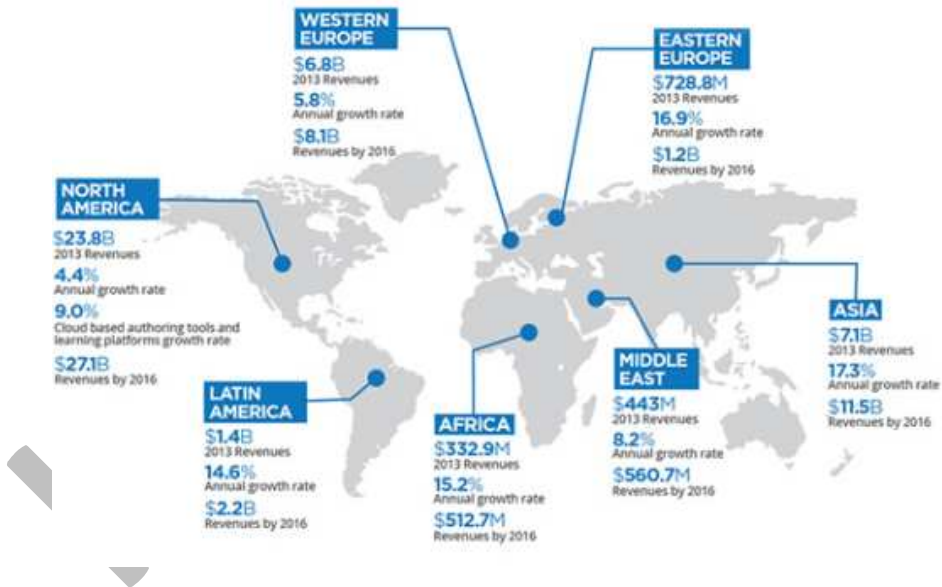 WESTERN
EUROPE
$6.8B
2013 Revenues
5.8%
Annual growth rate
$8.1B
Revenues by 2016
EASTERN
EUROPE
$728.8M
2013 Revenues
16.9%
Annual growth rate
$1.2B
Revenues by 2016
NORTH
AMERICA
$23.8B
2013 Revenues
4.4%
Annual growth rate
9.0%
Cloud based authoring tools and
learning platforms growth rate
$27.1B
Revenues by 2016
LATIN
AMERICA
$1.4B
2013 Revenues
14.6%
Annual growth rate
$2.2B
Revenues by 2016
AFRICA
$332.9M
2013 Revenues
15.2%
Annual growth rate
$512.7M
Revenues by 2016
MIDDLE
EAST
$443M
2013 Revenues
8.2%
Annual growth rate
$560.7M
Revenues by 2016
ASIA
$7.1B
2013 Revenues
17.3%
Annual growth rate
$11.5B
Revenues by 2016